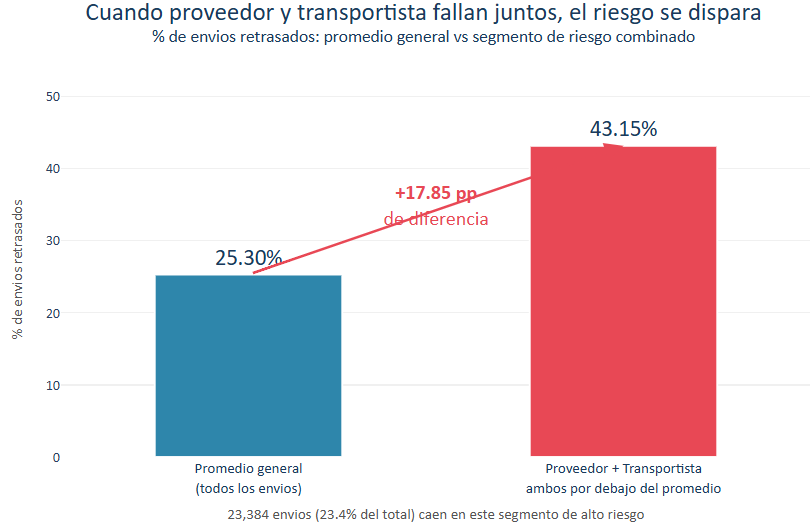 Cuando proveedor y transportista fallan juntos, el riesgo se dispara
% de envios retrasados: promedio general vs segmento de riesgo combinado
50
40
30
20
10
0
% de envios retrasados
25.30%
+17.85 pp
de diferencia
43.15%
Promedio general
(todos los envios)
Proveedor + Transportista
ambos por debajo del promedio
23,384 envios (23.4% del total) caen en este segmento de alto riesgo